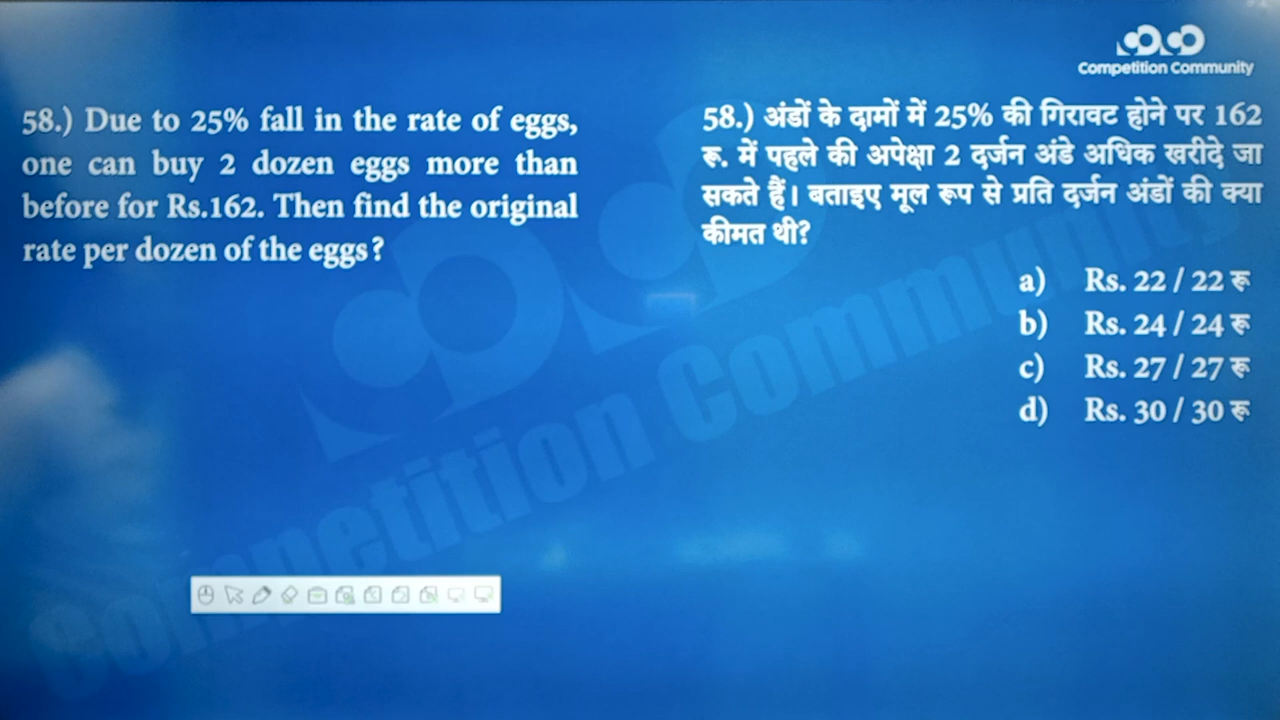 Competition Community
58.) Due to 25% fall in the rate of eggs,
one can buy 2 dozen eggs more than
before for Rs.162. Then find the original
rate per dozen of the eggs?
58.) अंडों के दामों में 25% की गिरावट होने पर 162
रू. में पहले की अपेक्षा 2 दर्जन अंडे अधिक खरीदे जा
सकते हैं। बताइए मूल रूप से प्रति दर्जन अंडों की क्या
कीमत थी?
a) Rs. 22 / 22 रू
b) Rs. 24 / 24 रू
c) Rs. 27 / 27 रू
d) Rs. 30 / 30 रू
Competition Community